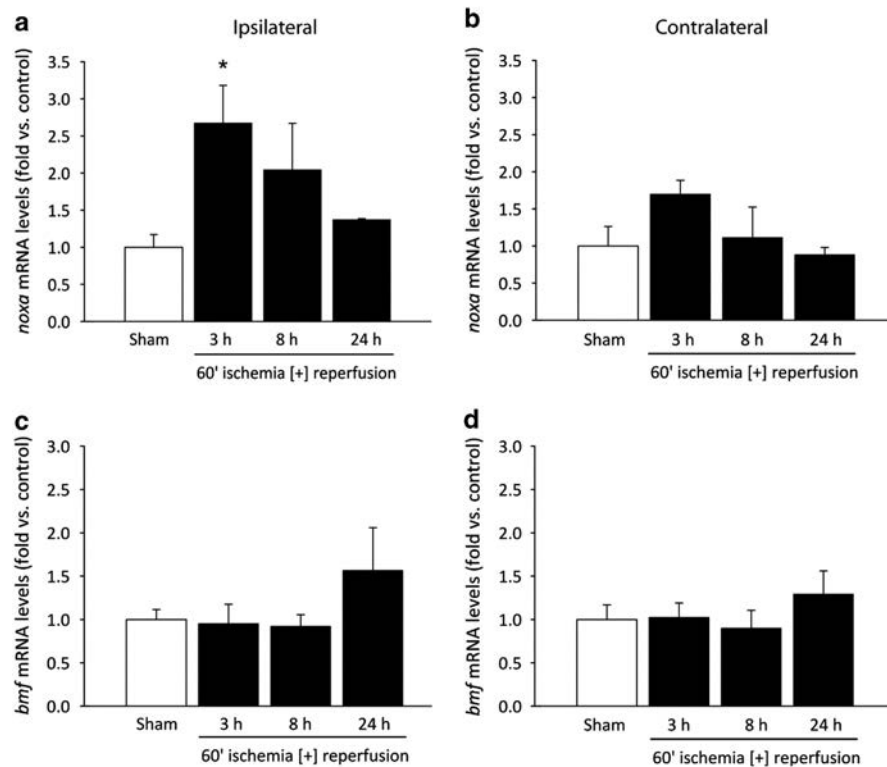 a
Ipsilateral
*
noxa mRNA levels (fold vs. control)
3.5
3.0
2.5
2.0
1.5
1.0
0.5
0.0
Sham 3 h 8 h 24 h
60' ischemia [+] reperfusion
b
Contralateral
noxa mRNA levels (fold vs. control)
3.5
3.0
2.5
2.0
1.5
1.0
0.5
0.0
Sham 3 h 8 h 24 h
60' ischemia [+] reperfusion
c
bmf mRNA levels (fold vs. control)
3.0
2.5
2.0
1.5
1.0
0.5
0.0
Sham 3 h 8 h 24 h
60' ischemia [+] reperfusion
d
bmf mRNA levels (fold vs. control)
3.0
2.5
2.0
1.5
1.0
0.5
0.0
Sham 3 h 8 h 24 h
60' ischemia [+] reperfusion